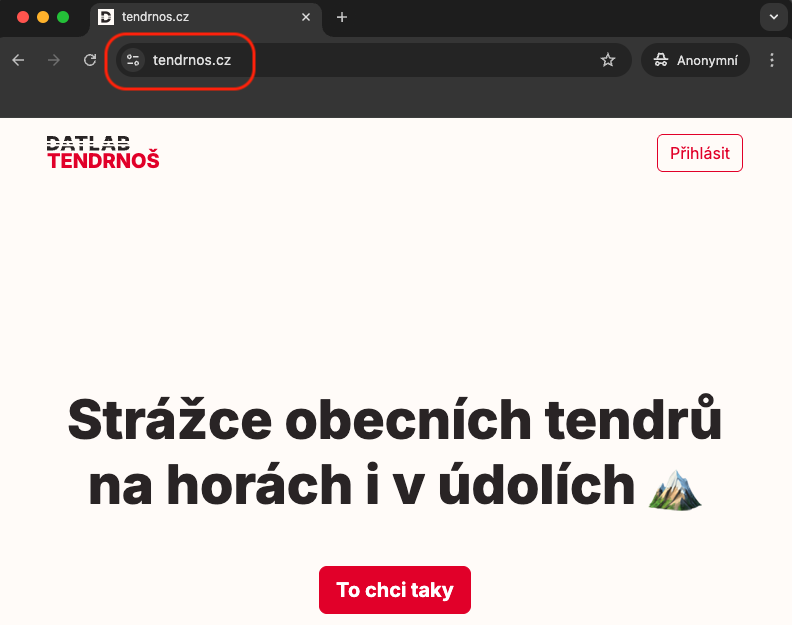 tendrnos.cz
tendrnos.cz
Anonymní
DATLAB
TENDRNOŠ
Přihlásit
Strážce obecních tendrů
na horách i v údolích
To chci taky